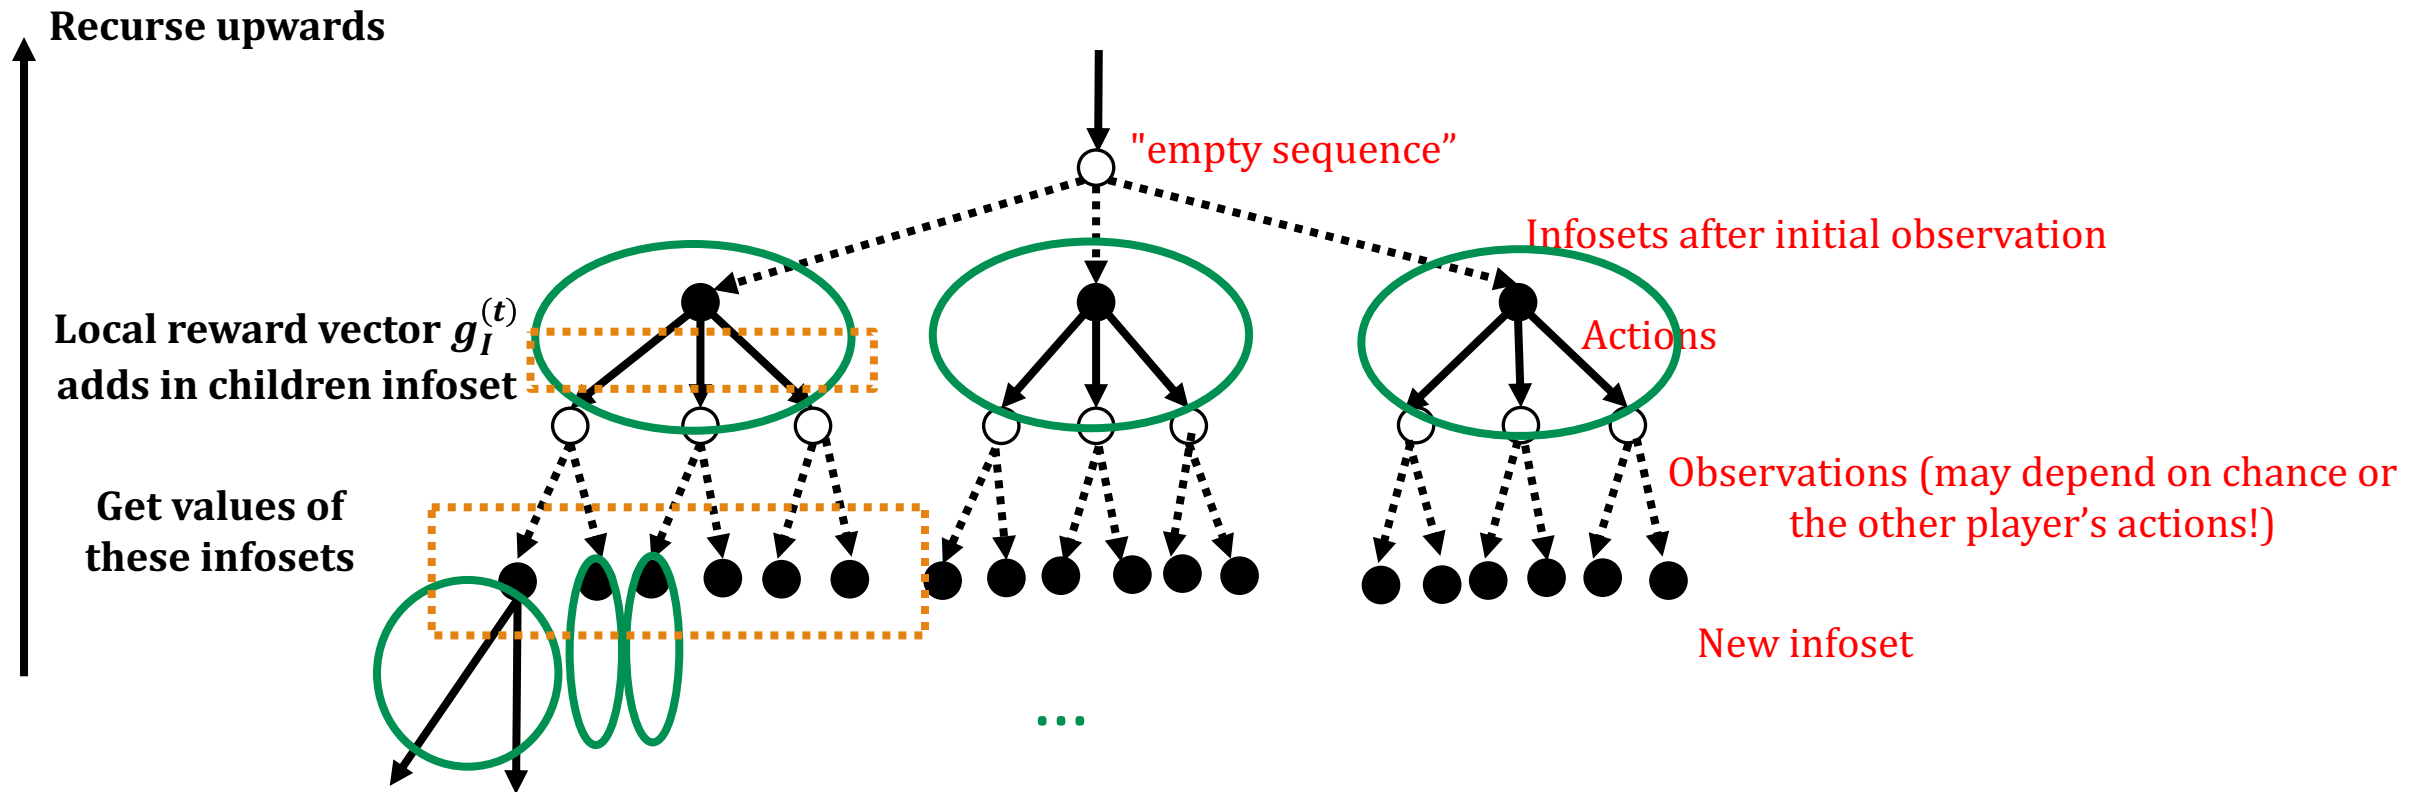 Recurse upwards
"empty sequence”
Infosets after initial observation
Local reward vector g_I^(t)
adds in children infoset
Actions
Get values of
these infosets
Observations (may depend on chance or
the other player’s actions!)
New infoset
...